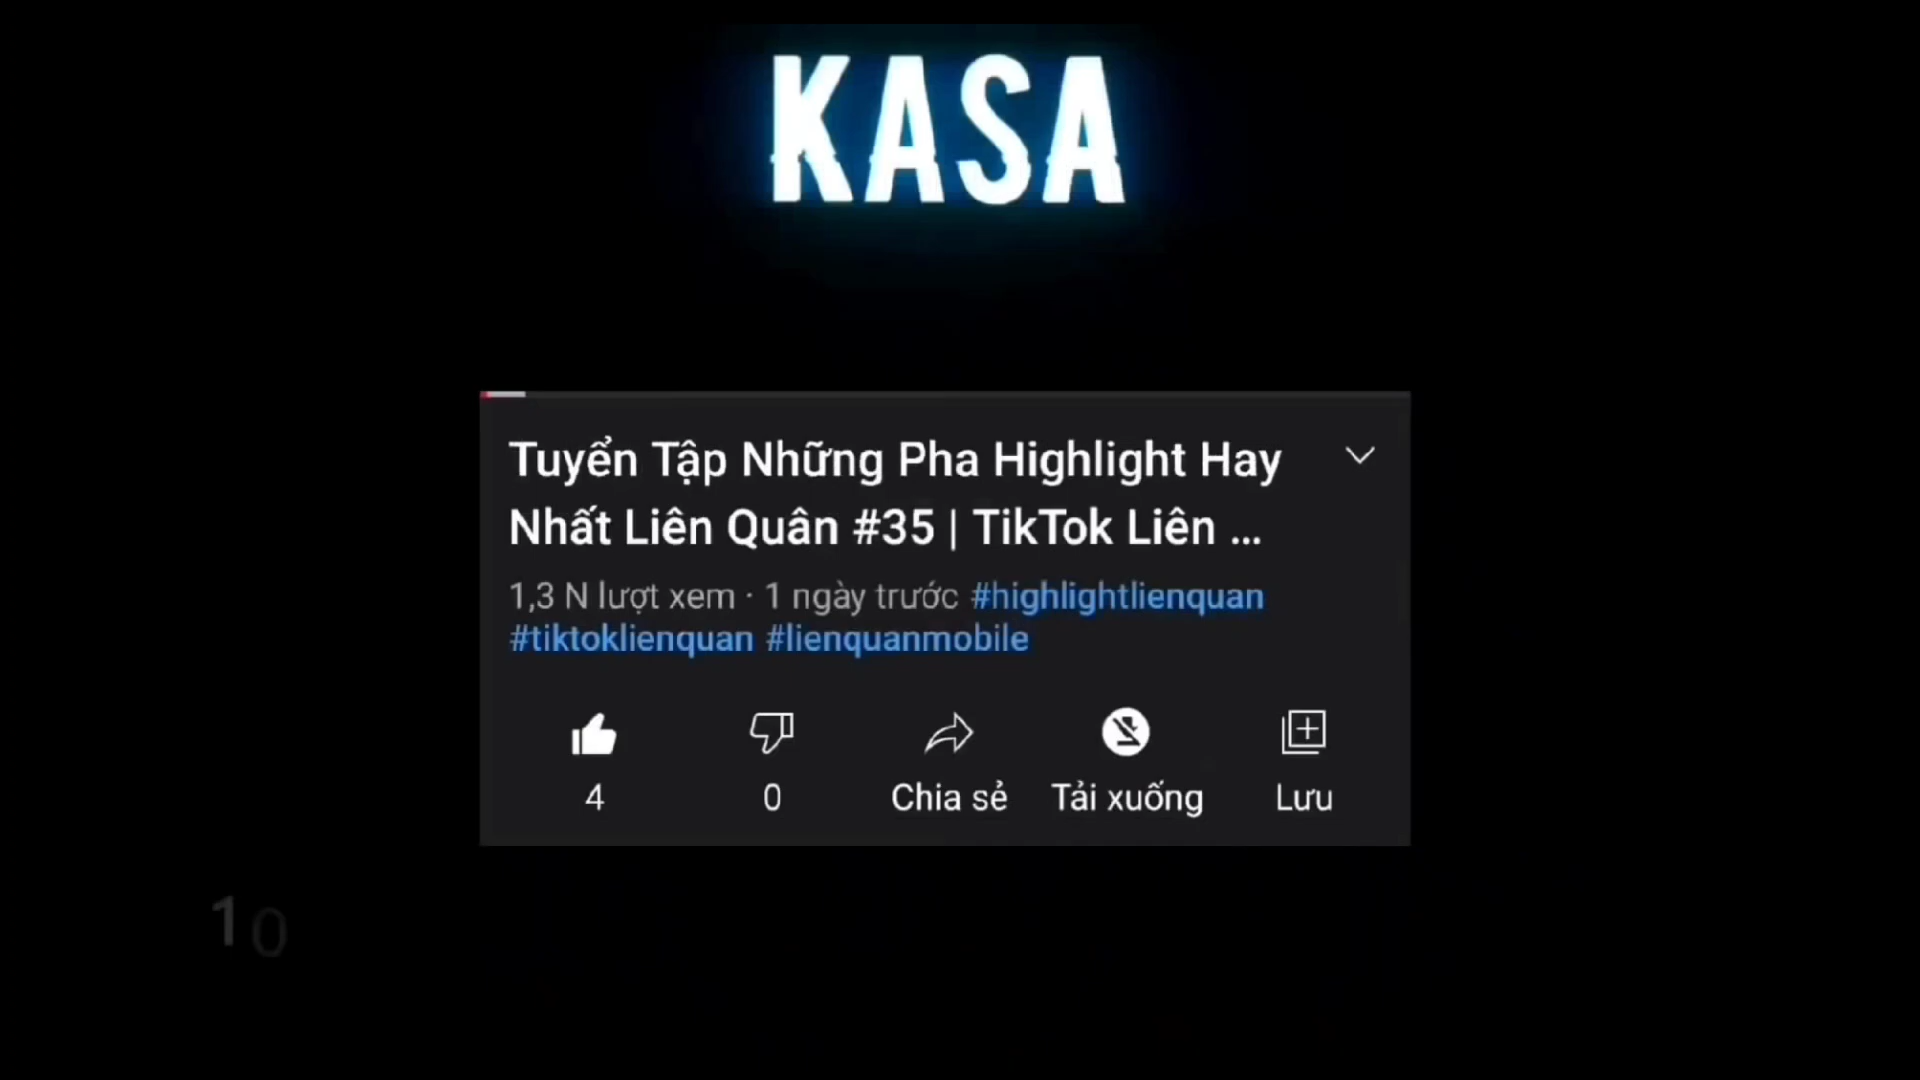 KASA
Tuyển Tập Những Pha Highlight Hay
Nhất Liên Quân #35 | TikTok Liên ...
1,3 N lượt xem · 1 ngày trước #highlightlienquan
#tiktoklienquan #lienquanmobile
4 0 Chia sẻ Tải xuống Lưu
10